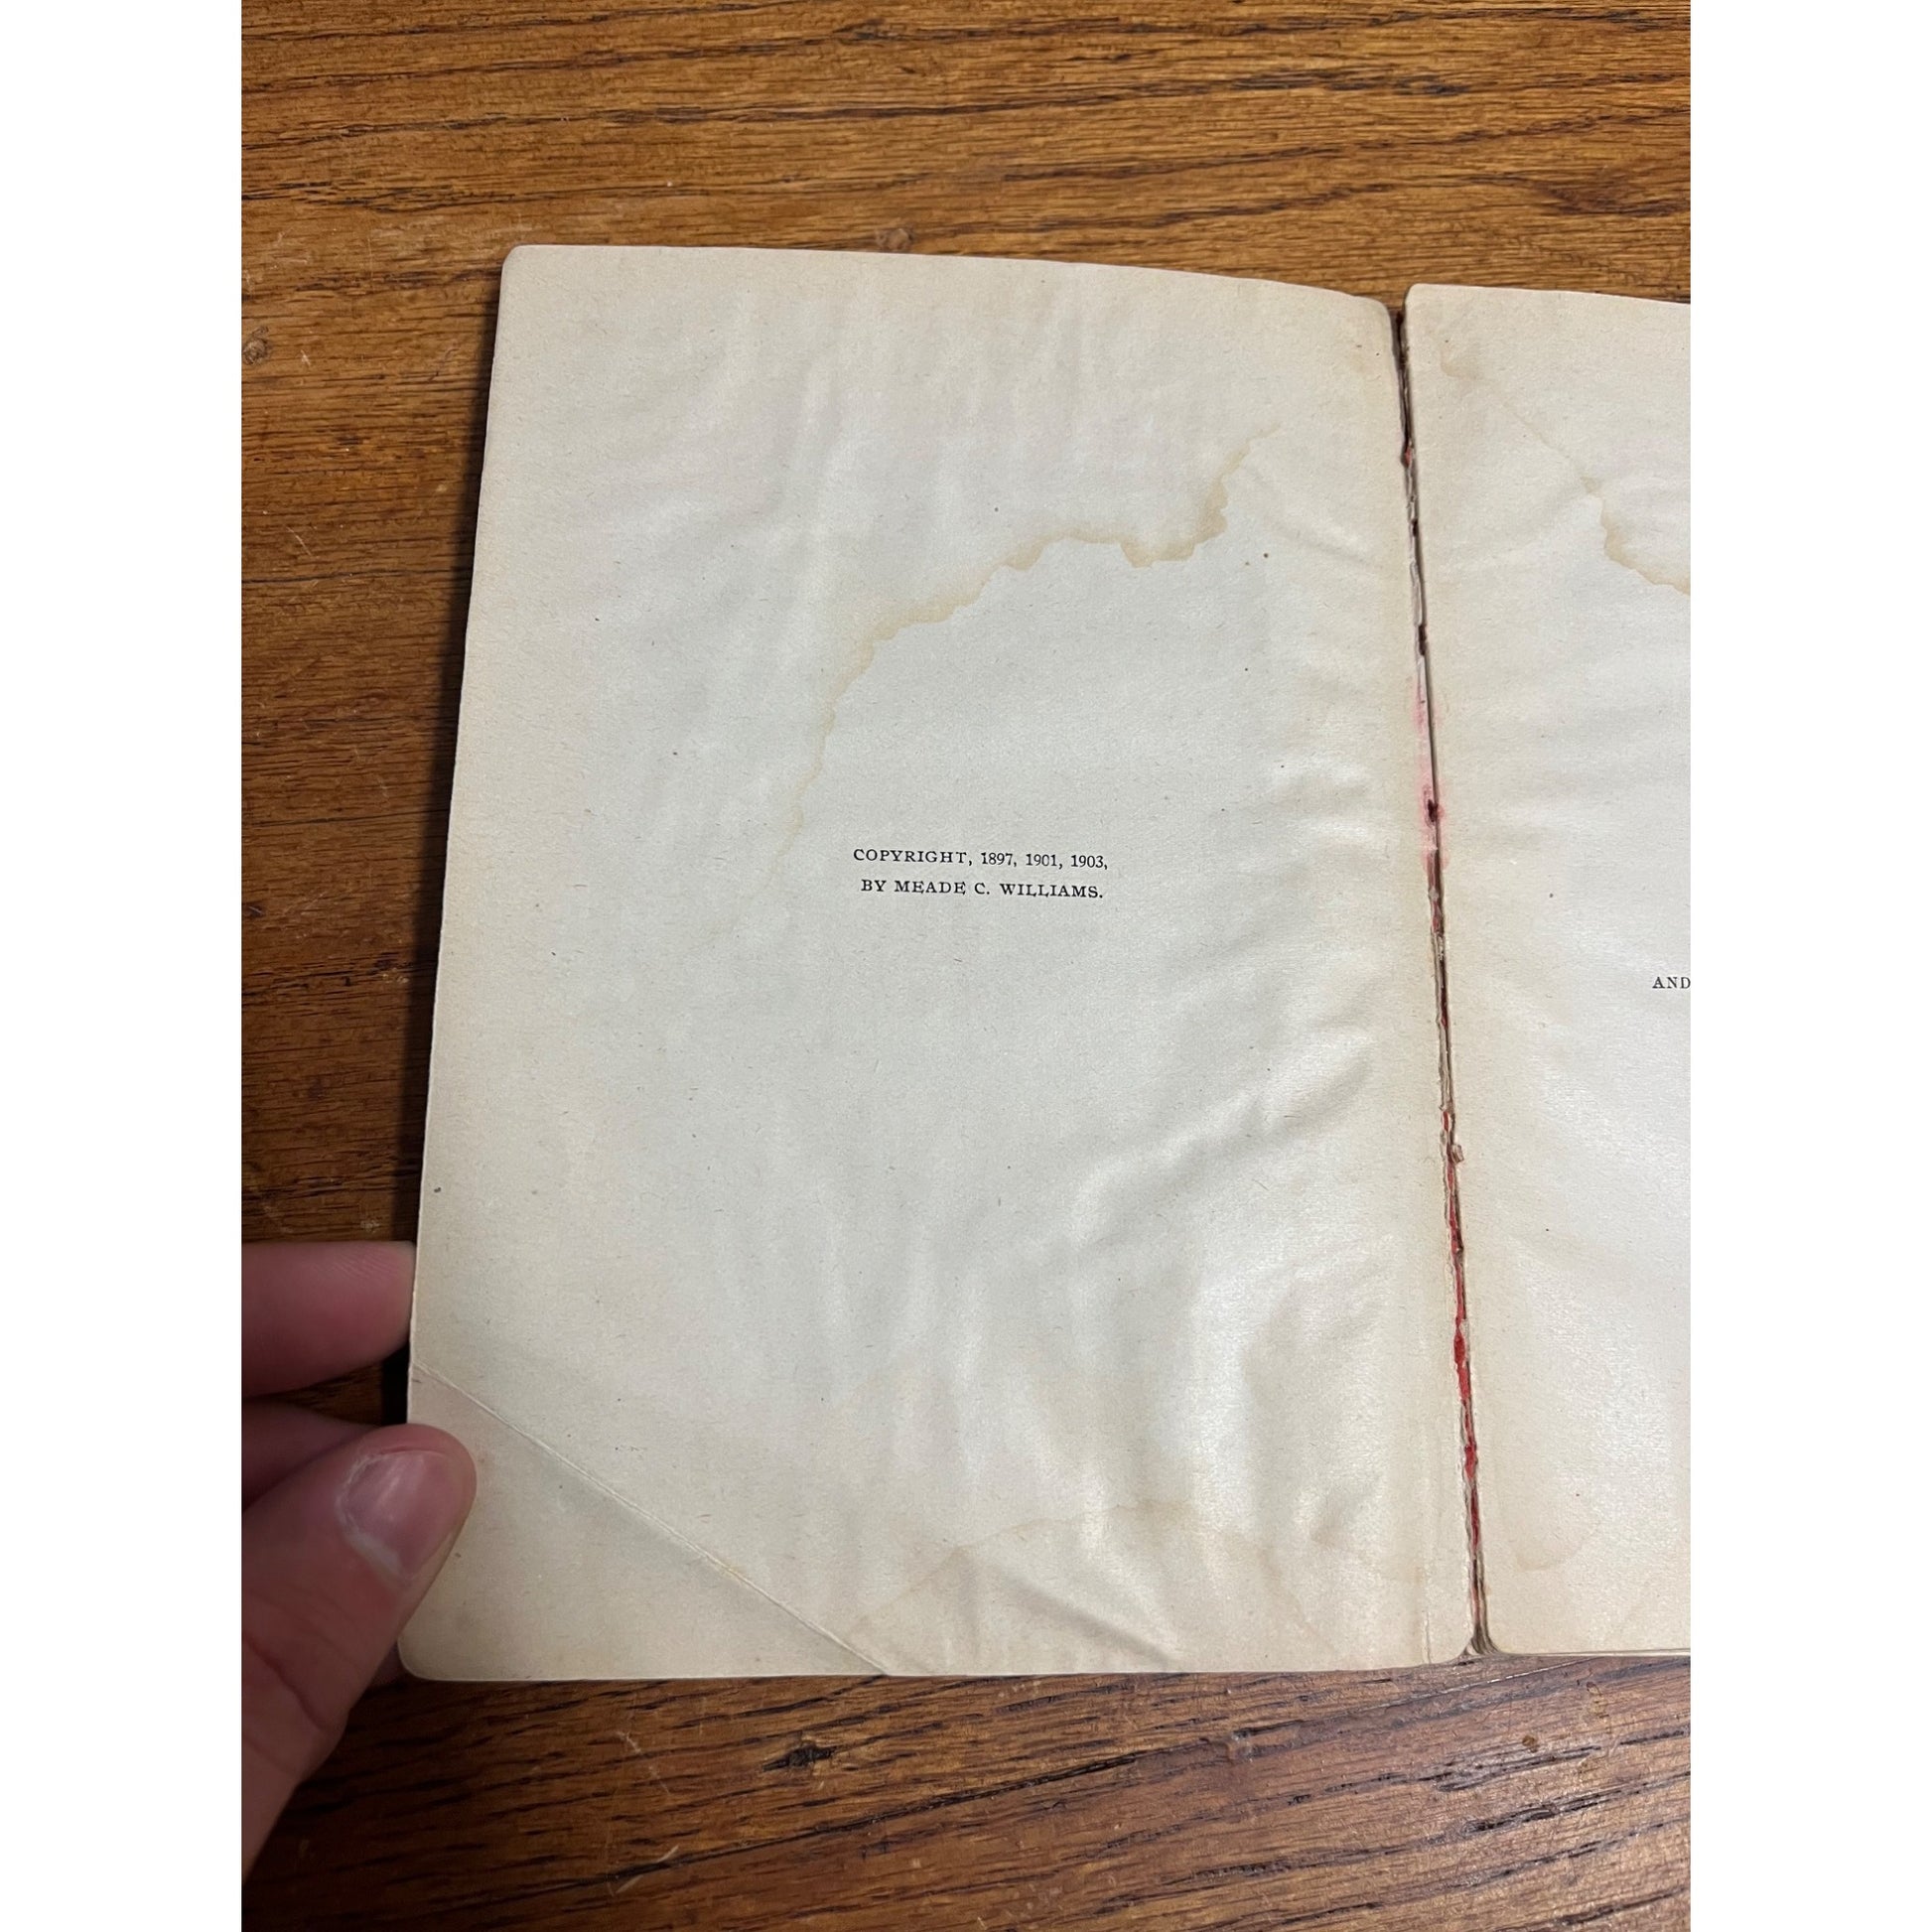 COPYRIGHT, 1897, 1901, 1903,
BY MEADE C. WILLIAMS.
AND